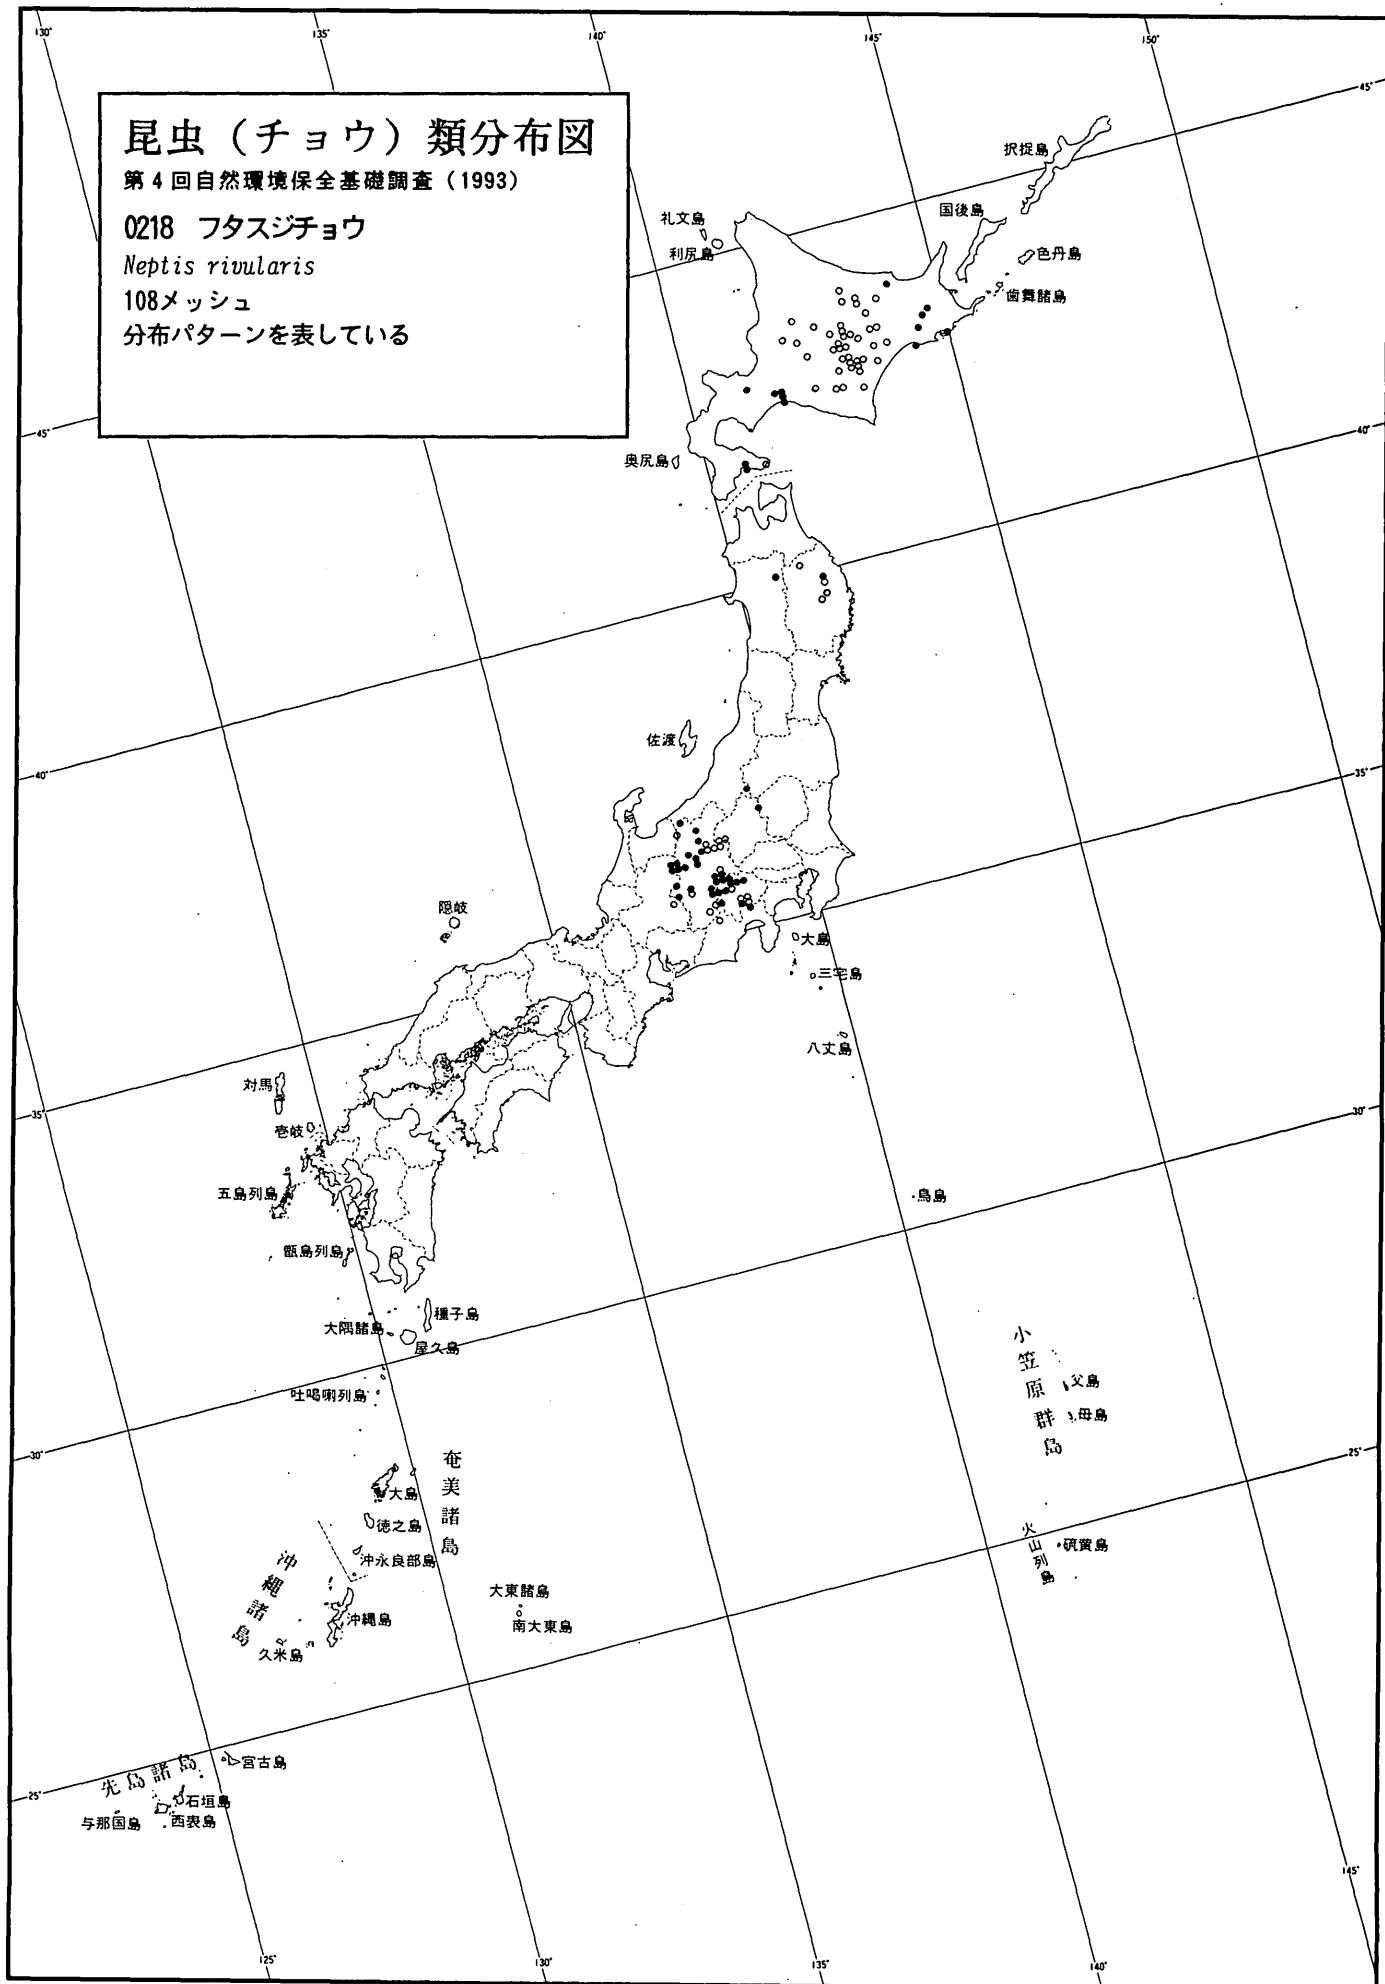 130°
135°
140°
145°
150°
45°
昆虫（チョウ）類分布図
第４回自然環境保全基礎調査（1993）
0218　フタスジチョウ
Neptis rivularis
108メッシュ
分布パターンを表している
択捉島
国後島
色丹島
歯舞諸島
礼文島
利尻島
45°
40°
奥尻島
佐渡
40°
35°
隠岐
大島
三宅島
八丈島
対馬
壱岐
35°
30°
五島列島
鳥島
甑島列島
種子島
大隅諸島
屋久島
吐噶喇列島
小笠原群島
父島
母島
30°
25°
奄美諸島
大島
徳之島
沖永良部島
沖縄諸島
沖縄島
久米島
大東諸島
南大東島
火山列島
硫黄島
先島諸島
宮古島
石垣島
西表島
与那国島
25°
145°
125°
130°
135°
140°